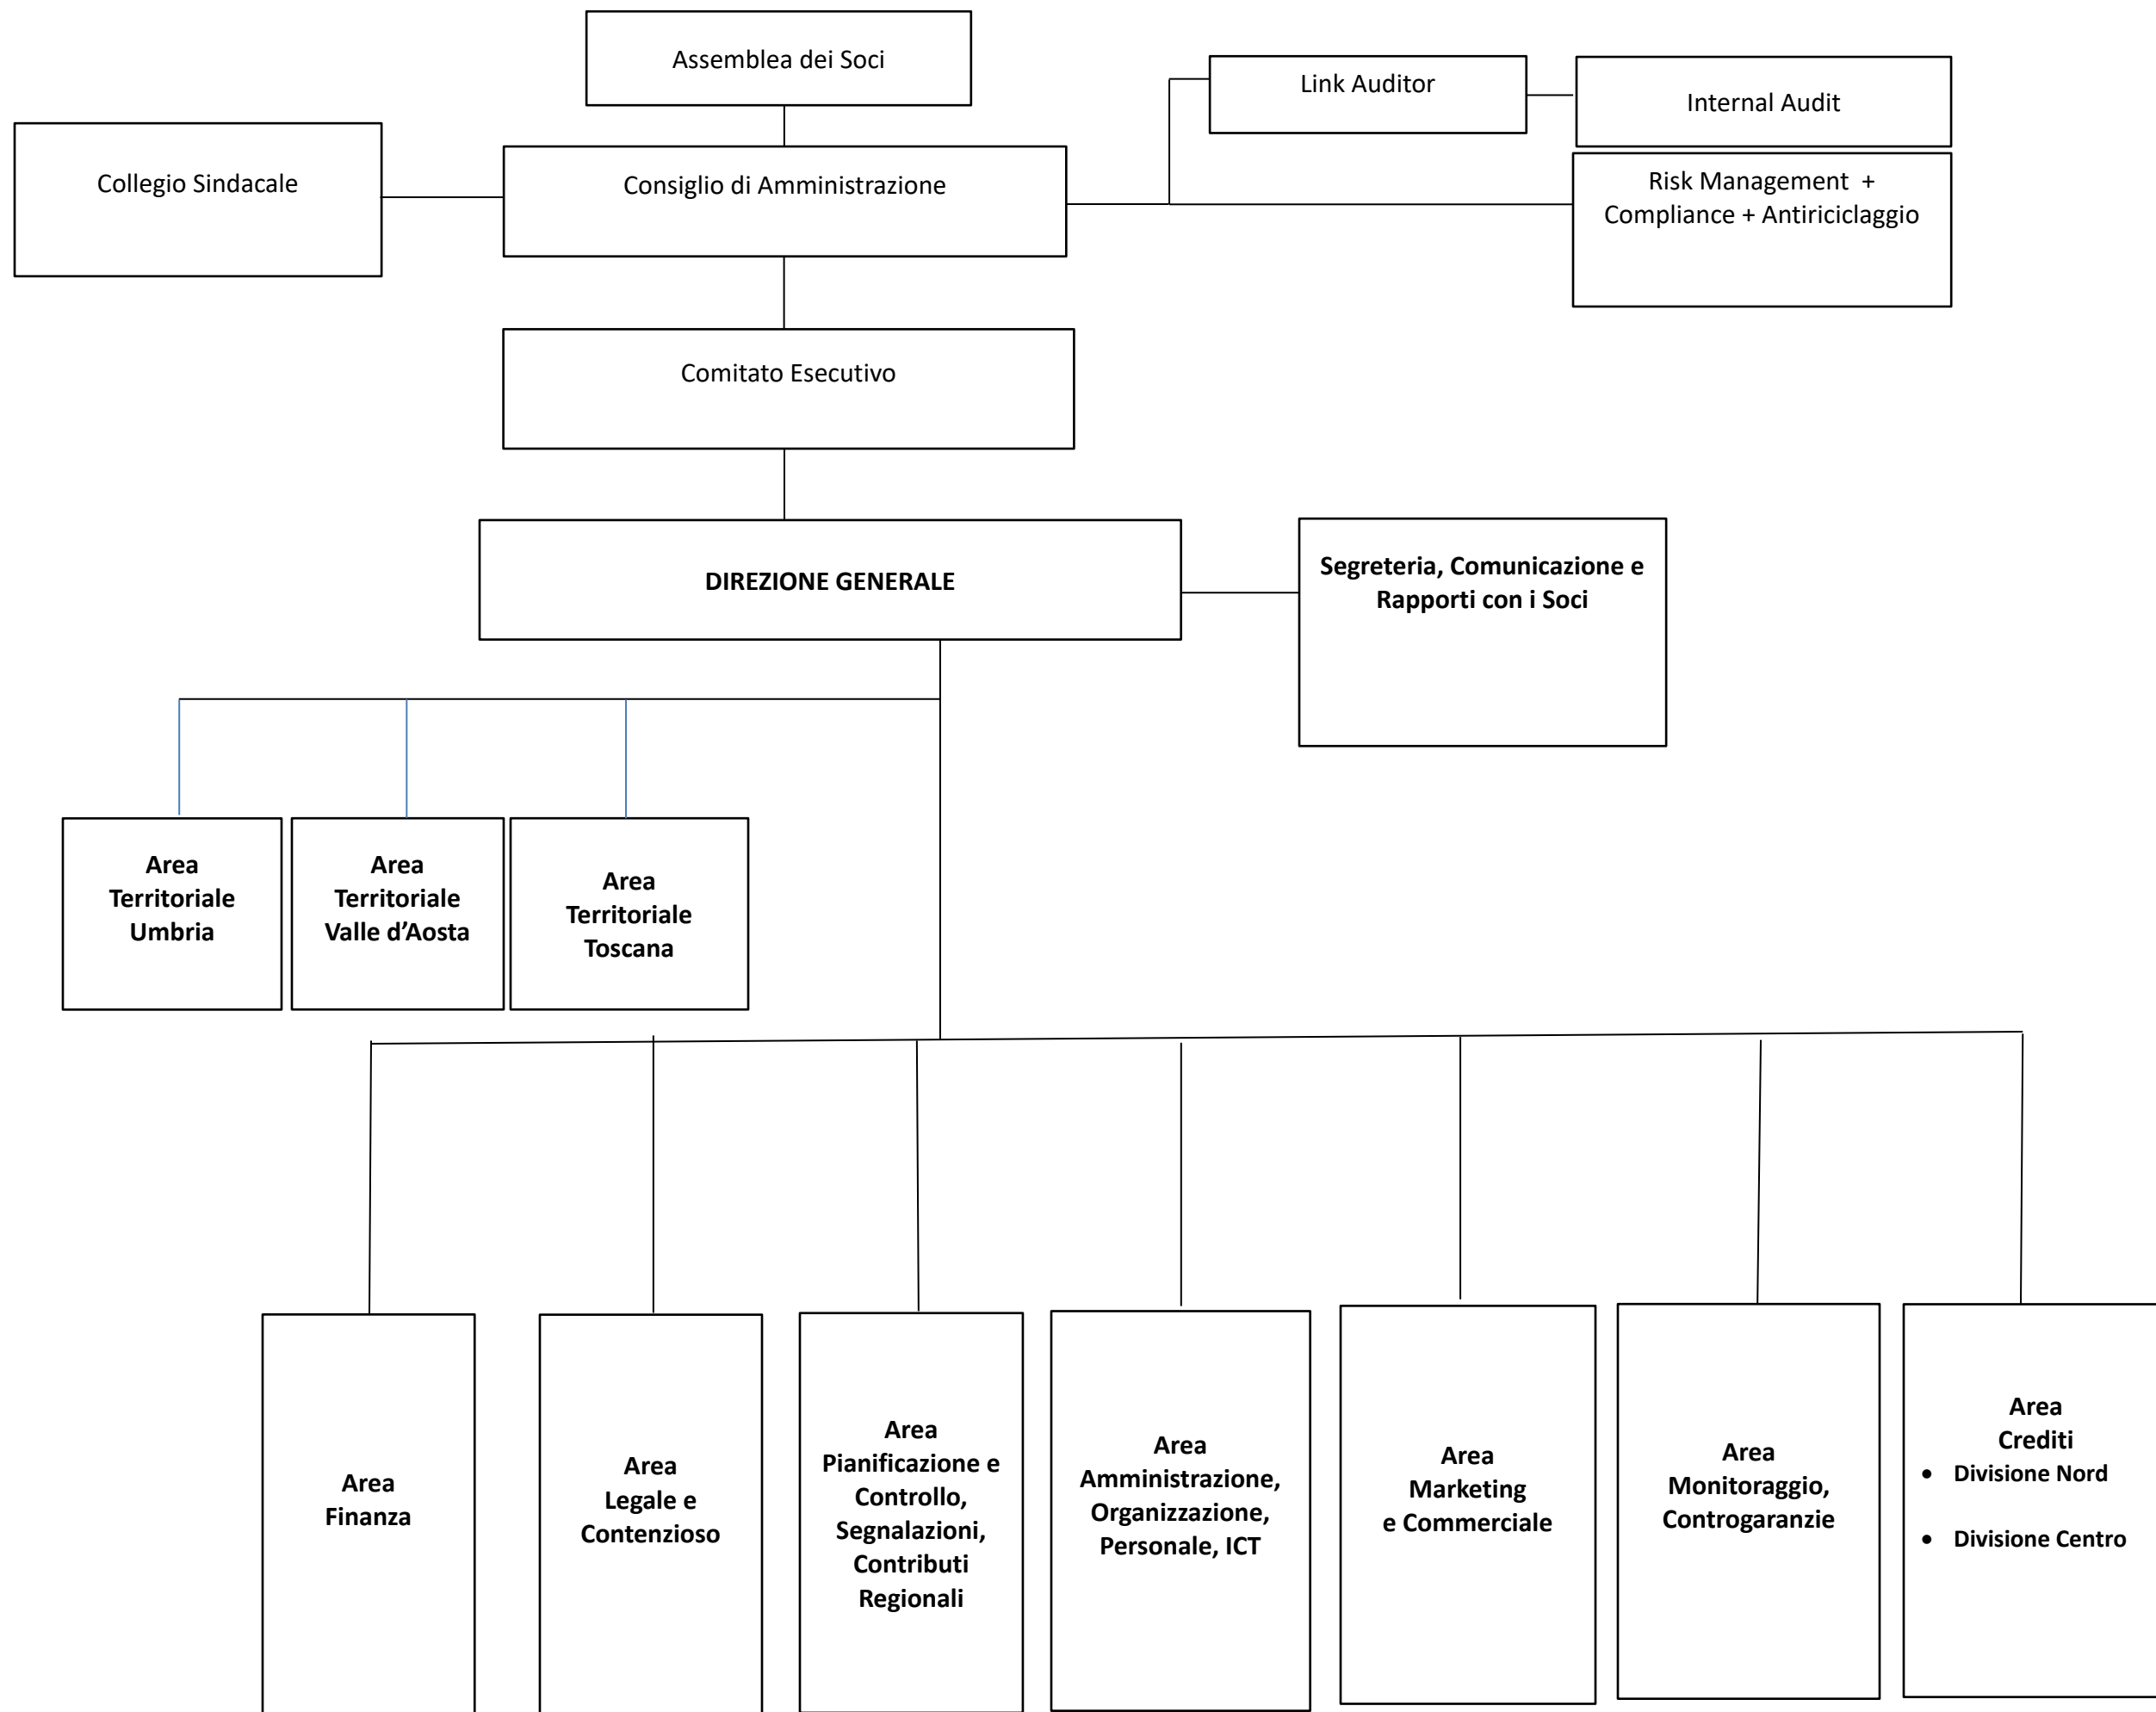 Assemblea dei Soci
Link Auditor
Internal Audit
Collegio Sindacale
Consiglio di Amministrazione
Risk Management +
Compliance + Antiriciclaggio
Comitato Esecutivo
DIREZIONE GENERALE
Segreteria, Comunicazione e
Rapporti con i Soci
Area
Territoriale
Umbria
Area
Territoriale
Valle d’Aosta
Area
Territoriale
Toscana
Area
Finanza
Area
Legale e
Contenzioso
Area
Pianificazione e
Controllo,
Segnalazioni,
Contributi
Regionali
Area
Amministrazione,
Organizzazione,
Personale, ICT
Area
Marketing
e Commerciale
Area
Monitoraggio,
Controgaranzie
Area
Crediti
• Divisione Nord
• Divisione Centro